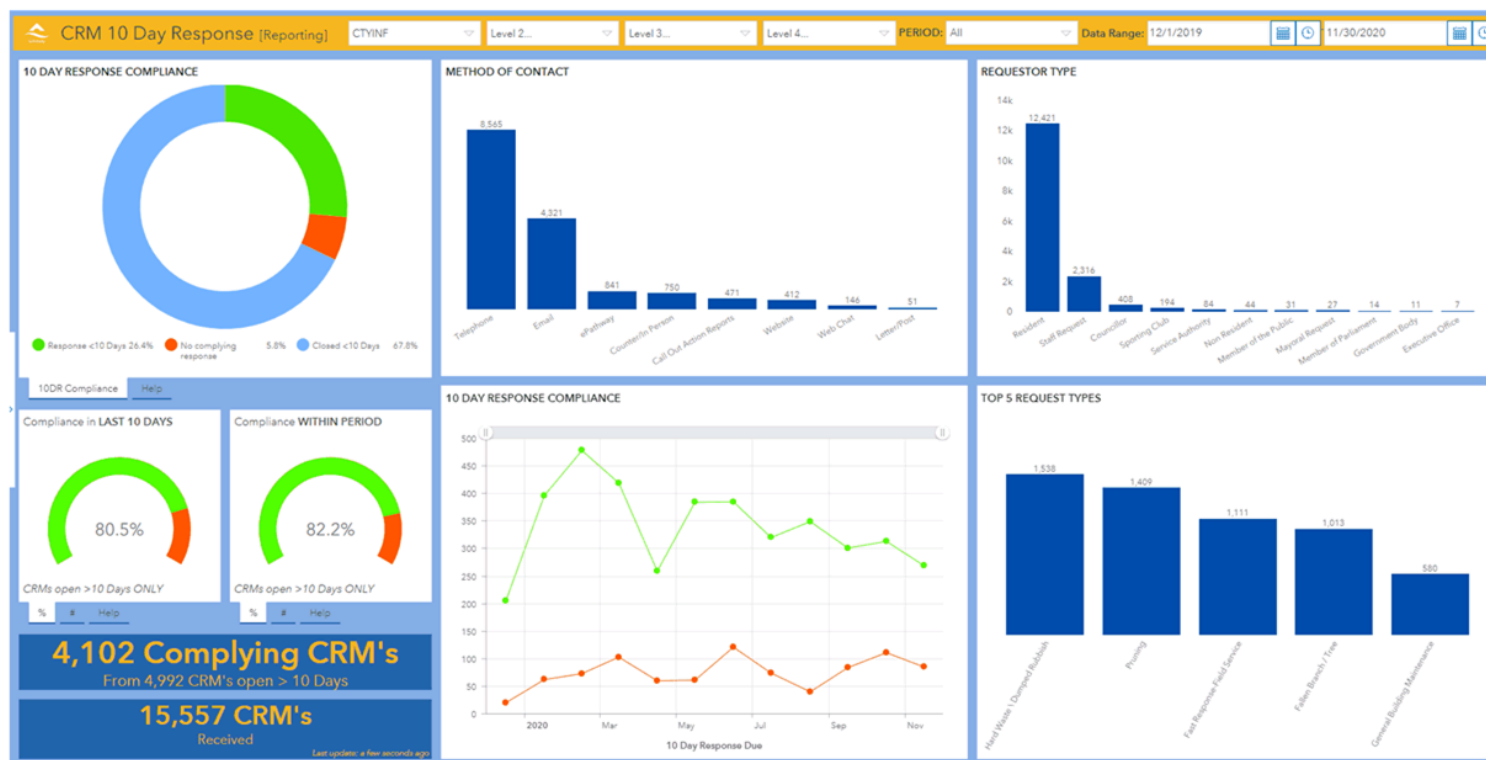 CRM 10 Day Response [Reporting]
CTYINF
Level 2...
Level 3...
Level 4...
PERIOD: All
Data Range: 12/1/2019
11/30/2020
10 DAY RESPONSE COMPLIANCE
Response <10 Days 26.4%
No complying response 5.8%
Closed <10 Days 67.8%
10DR Compliance
Help
METHOD OF CONTACT
8,565
4,321
841
750
471
412
146
51
Telephone
Email
ePathway
Counter/In Person
Call Out Action Reports
Website
Web Chat
Letter/Post
REQUESTOR TYPE
14k
12k
10k
8k
6k
4k
2k
0
12,421
2,316
408
194
84
44
31
27
14
11
7
Resident
Staff Request
Councillor
Sporting Club
Service Authority
Non Resident
Member of the Public
Mayoral Request
Member of Parliament
Government Body
Executive Office
Compliance in LAST 10 DAYS
80.5%
CRMs open >10 Days ONLY
%
#
Help
Compliance WITHIN PERIOD
82.2%
CRMs open >10 Days ONLY
%
#
Help
4,102 Complying CRM's
From 4,992 CRM's open > 10 Days
15,557 CRM's
Received
Last update: a few seconds ago
10 DAY RESPONSE COMPLIANCE
500
450
400
350
300
250
200
150
100
50
0
2020
Mar
May
Jul
Sep
Nov
10 Day Response Due
TOP 5 REQUEST TYPES
1,538
1,409
1,111
1,013
580
Hard Waste \ Dumped Rubbish
Pruning
Fast Response Field Service
Fallen Branch / Tree
General Building Maintenance